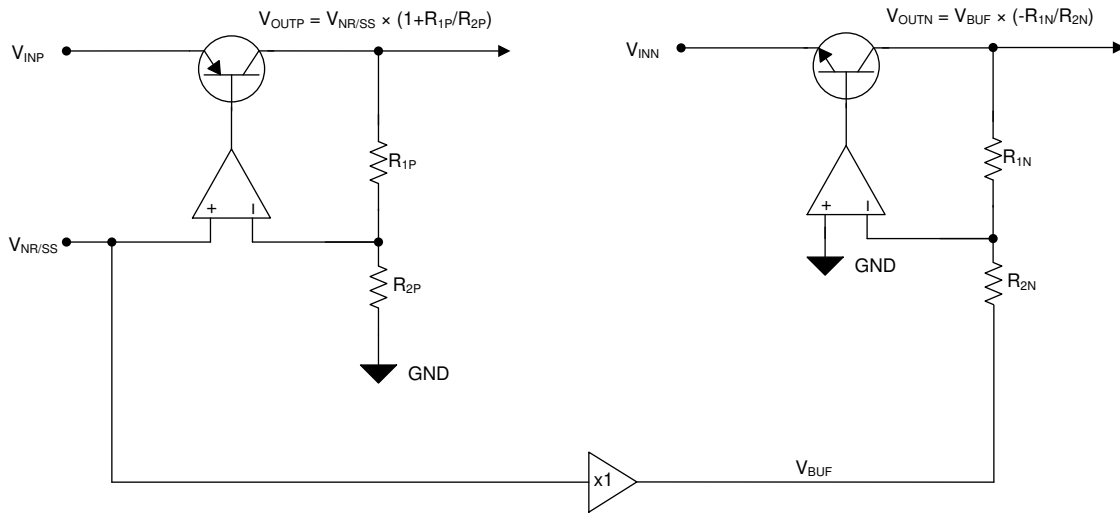 V_OUTP = V_NR/SS × (1+R_1P/R_2P)
V_OUTN = V_BUF × (-R_1N/R_2N)
V_INP
V_INN
R_1P
R_1N
+ –
+ –
V_NR/SS
GND
R_2P
R_2N
GND
x1
V_BUF